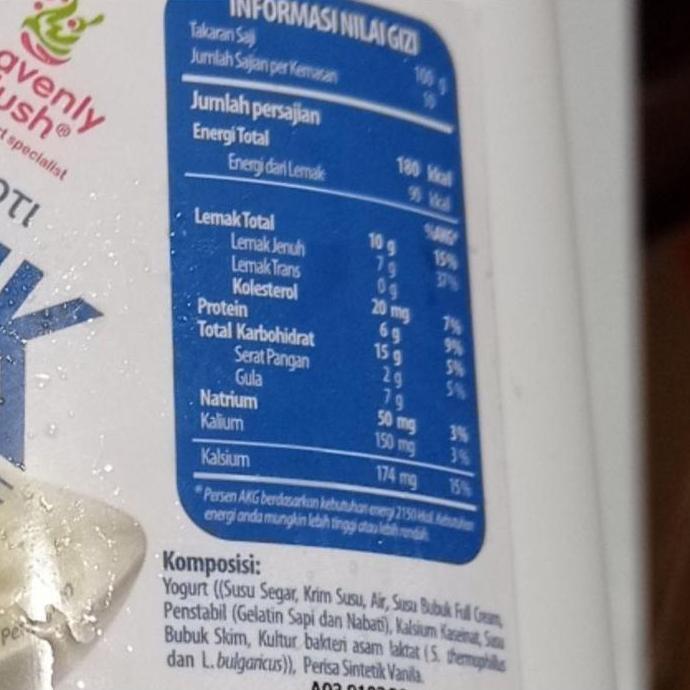 avenly
ush®
t specialist
OTI
INFORMASI NILAI GIZI
Takaran Saji 100 g
Jumlah Sajian per Kemasan 10
Jumlah persajian
Energi Total 180 kkal
Energi dari Lemak 90 kkal
%AKG*
Lemak Total 10 g 15%
Lemak Jenuh 7 g 37%
Lemak Trans 0 g
Kolesterol 20 mg 7%
Protein 6 g 9%
Total Karbohidrat 15 g 5%
Serat Pangan 2 g 5%
Gula 7 g
Natrium 50 mg 3%
Kalium 150 mg 3%
Kalsium 174 mg 15%
* Persen AKG berdasarkan kebutuhan energi 2150 kkal. Kebutuhan
energi anda mungkin lebih tinggi atau lebih rendah
Komposisi:
Yogurt ((Susu Segar, Krim Susu, Air, Susu Bubuk Full Cream,
Penstabil (Gelatin Sapi dan Nabati), Kalsium Kaseinat, Susu
Bubuk Skim, Kultur bakteri asam laktat (S. thermophillus
dan L. bulgaricus)), Perisa Sintetik Vanila.